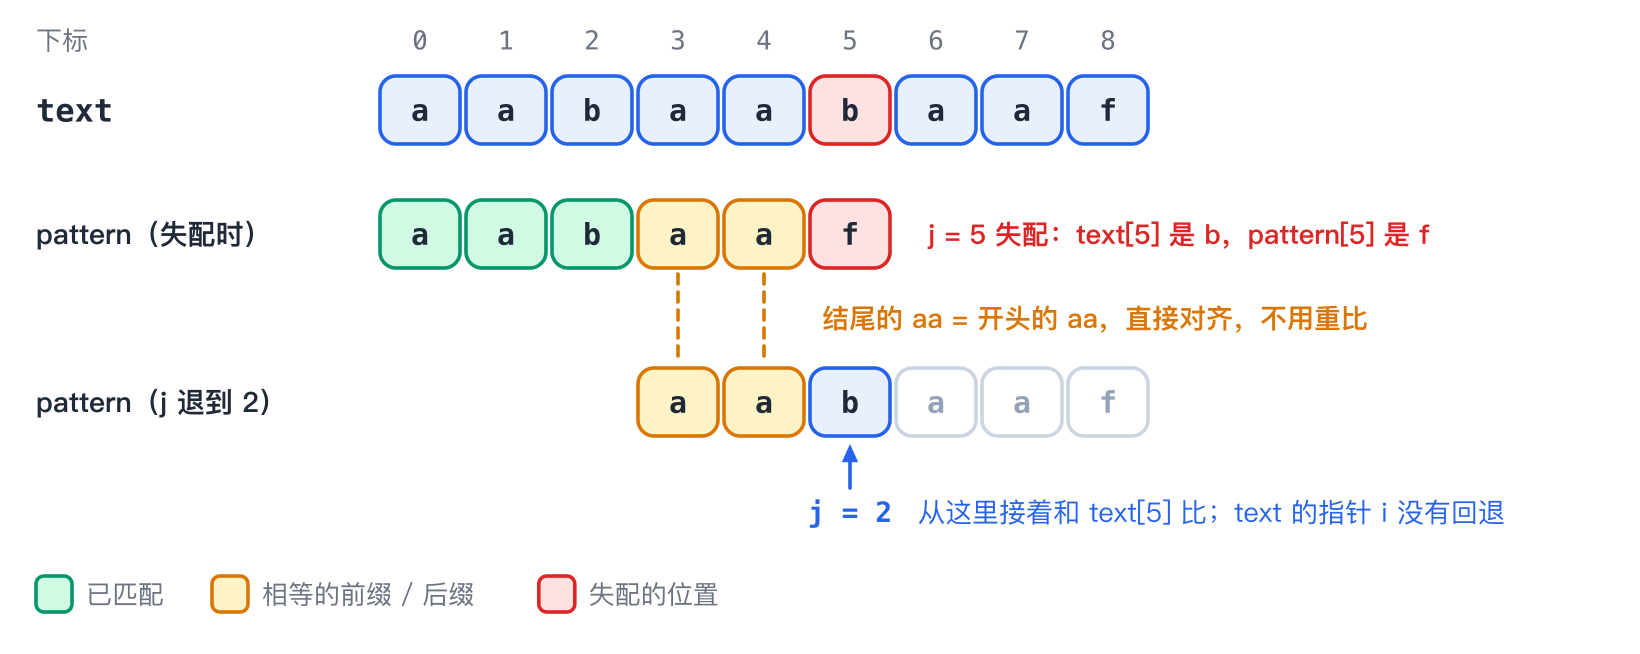 下标 0 1 2 3 4 5 6 7 8
text a a b a a b a a f
pattern（失配时） a a b a a f j = 5 失配：text[5] 是 b，pattern[5] 是 f
结尾的 aa = 开头的 aa，直接对齐，不用重比
pattern（j 退到 2） a a b a a f
j = 2 从这里接着和 text[5] 比；text 的指针 i 没有回退
已匹配 相等的前缀 / 后缀 失配的位置